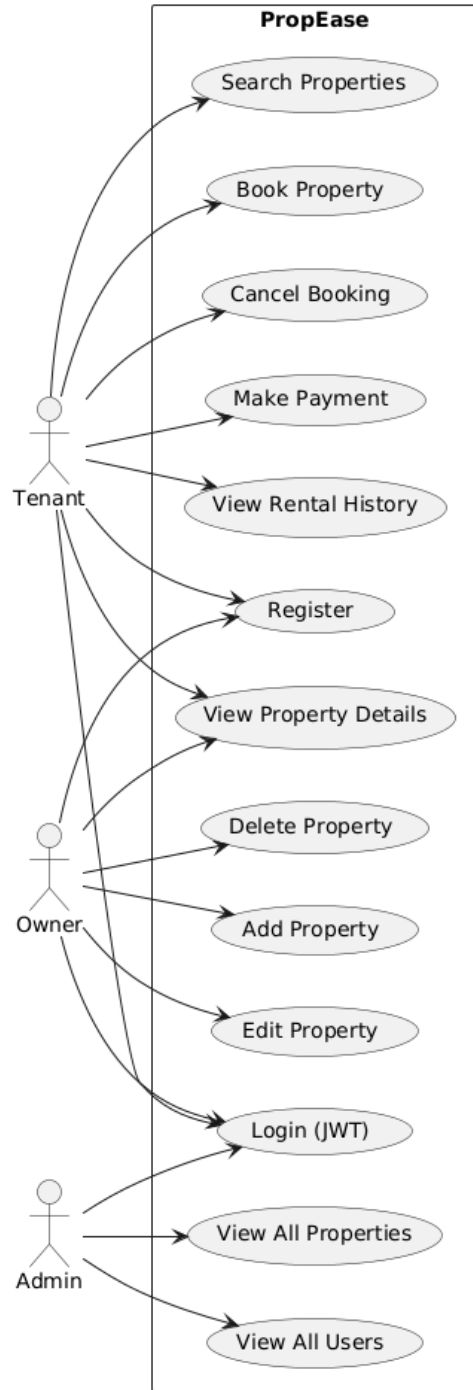 PropEase
Search Properties
Book Property
Cancel Booking
Make Payment
Tenant
View Rental History
Register
View Property Details
Delete Property
Owner
Add Property
Edit Property
Login (JWT)
View All Properties
Admin
View All Users